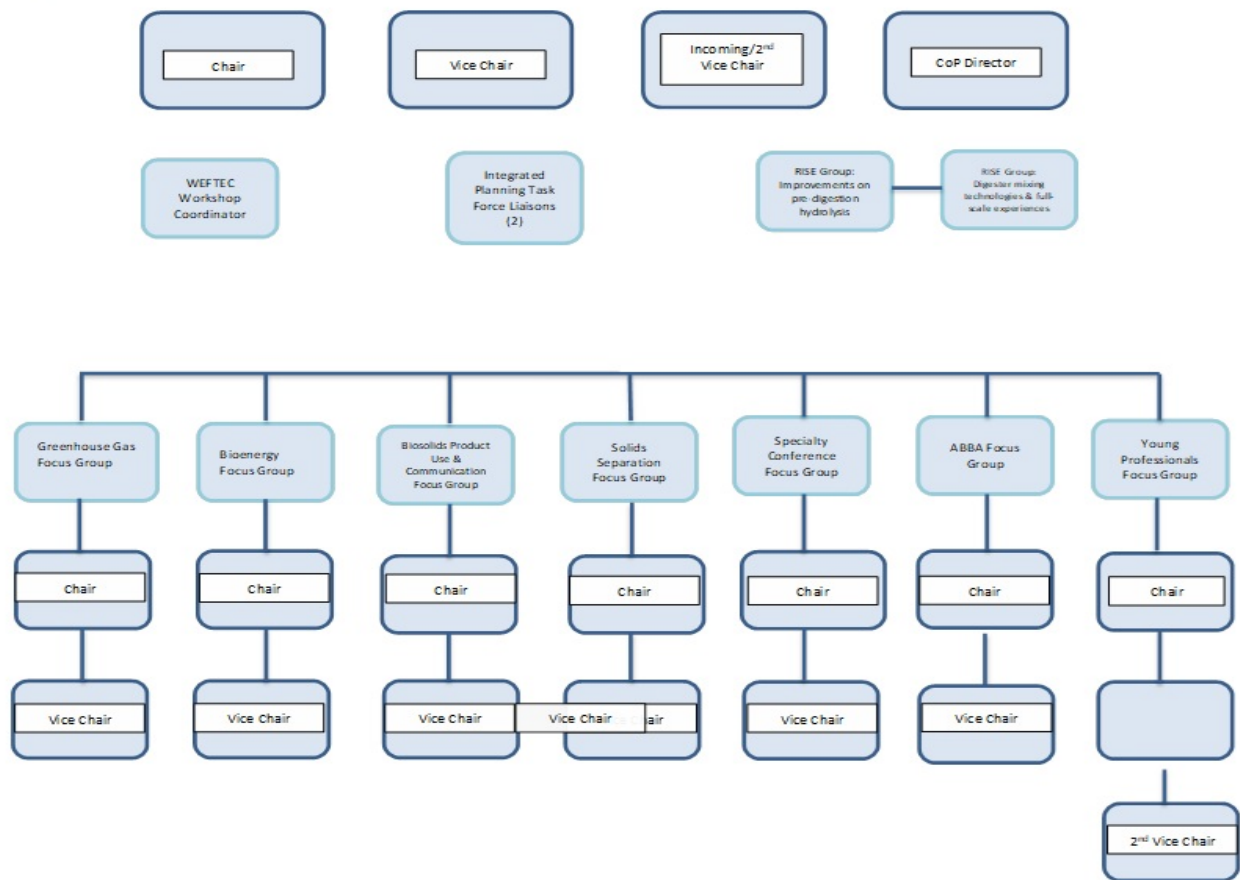 Chair
Vice Chair
Incoming/2nd
Vice Chair
CoP Director
WEFTEC
Workshop
Coordinator
Integrated
Planning Task
Force Liaisons
(2)
RISE Group:
Improvements on
pre-digestion
hydrolysis
RISE Group:
Digester mixing
technologies & full-
scale experiences
Greenhouse Gas
Focus Group
Bioenergy
Focus Group
Biosolids Product
Use &
Communication
Focus Group
Solids
Separation
Focus Group
Specialty
Conference
Focus Group
ABBA Focus
Group
Young
Professionals
Focus Group
Chair
Chair
Chair
Chair
Chair
Chair
Chair
Vice Chair
Vice Chair
Vice Chair
Vice Chair
Chair
Vice Chair
Vice Chair
2nd Vice Chair